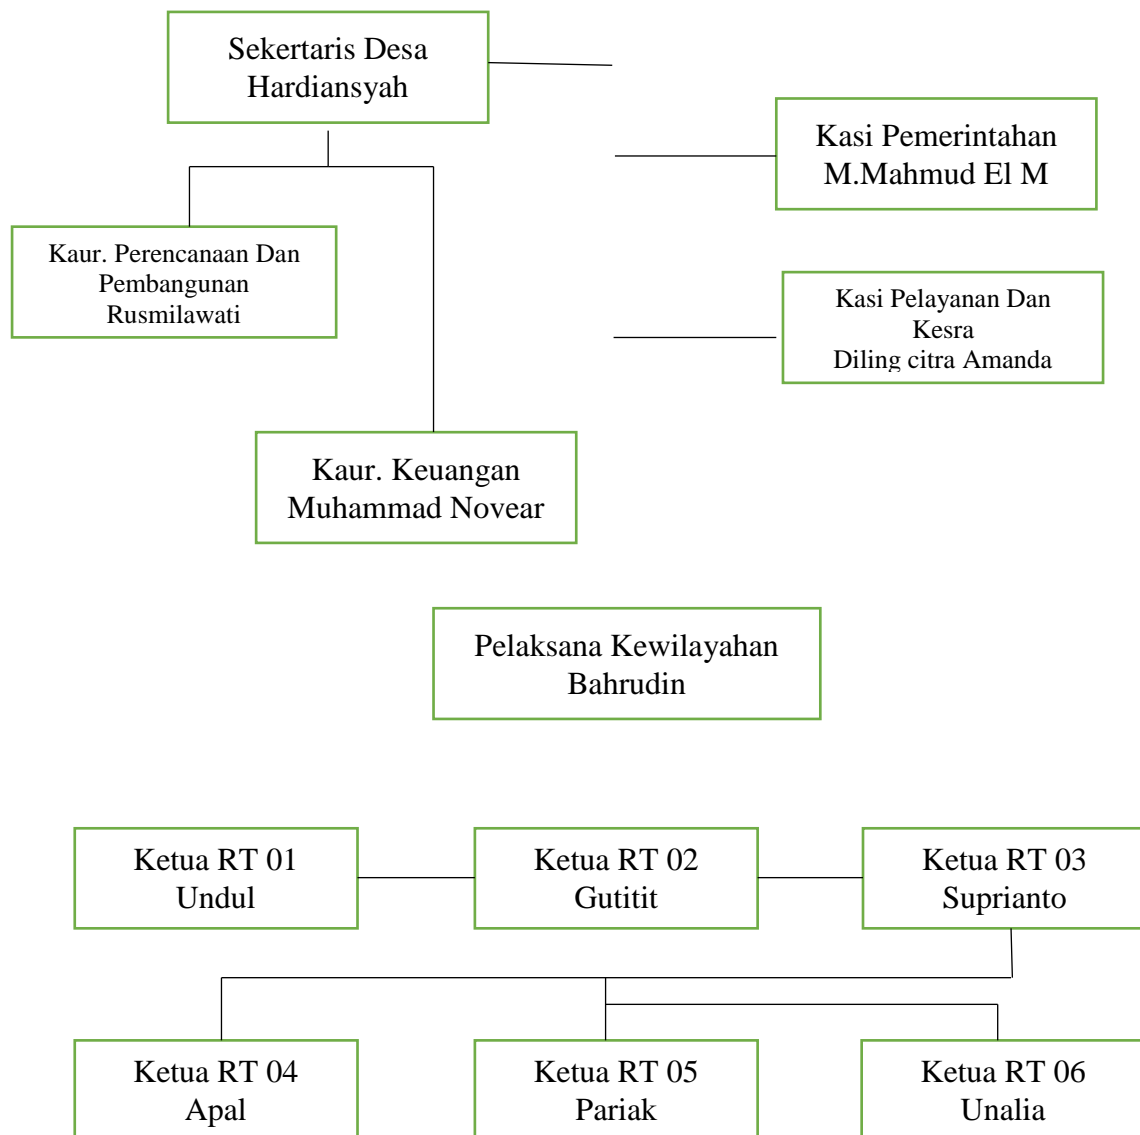 Sekertaris Desa
Hardiansyah
Kasi Pemerintahan
M.Mahmud El M
Kaur. Perencanaan Dan
Pembangunan
Rusmilawati
Kasi Pelayanan Dan
Kesra
Diling citra Amanda
Kaur. Keuangan
Muhammad Novear
Pelaksana Kewilayahan
Bahrudin
Ketua RT 01
Undul
Ketua RT 02
Gutitit
Ketua RT 03
Suprianto
Ketua RT 04
Apal
Ketua RT 05
Pariak
Ketua RT 06
Unalia